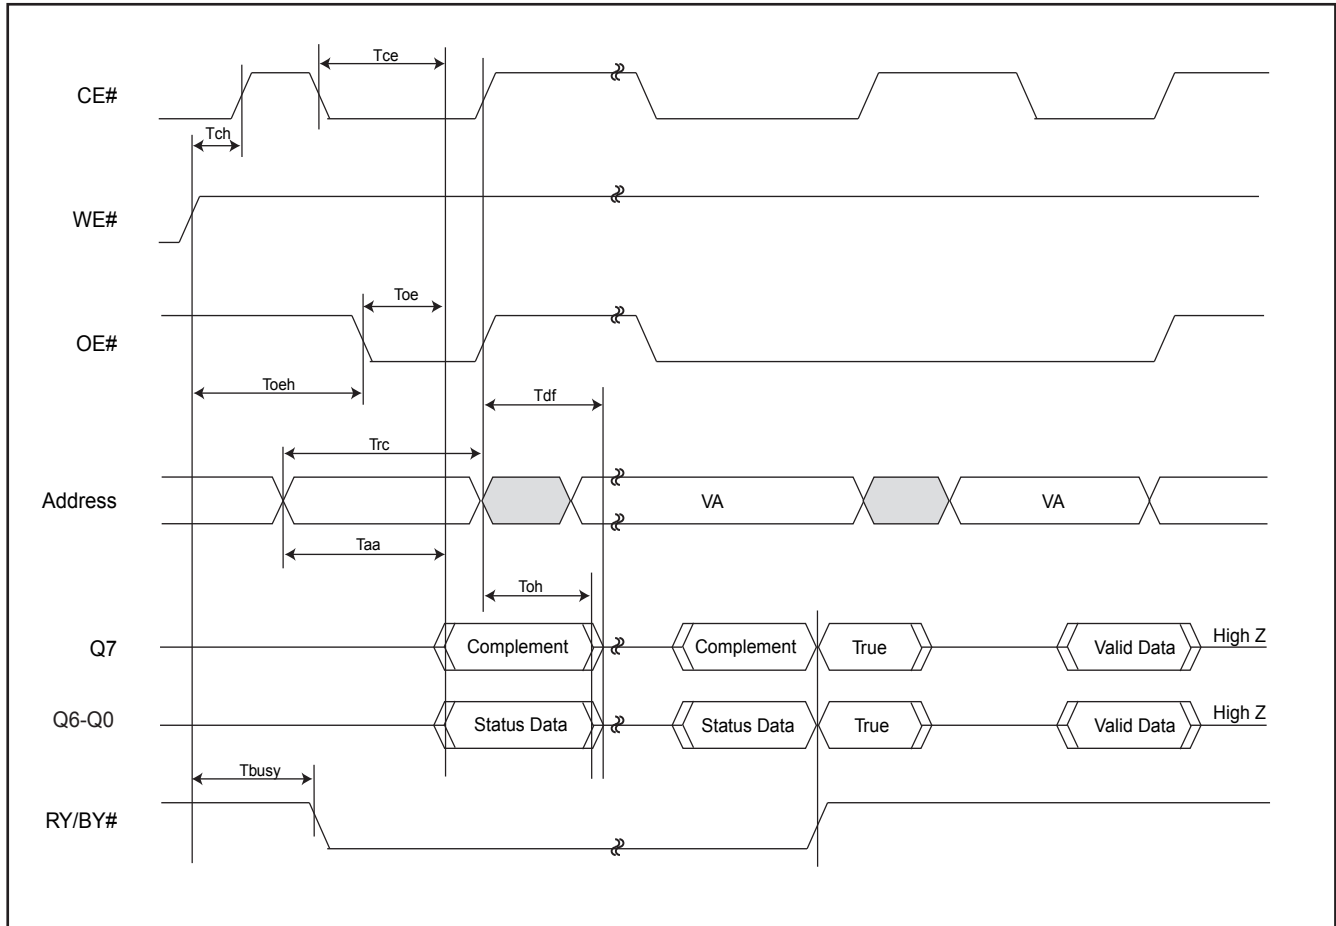 Tce
CE#
Tch
WE#
Toe
OE#
Toeh
Tdf
Trc
Address
VA
VA
Taa
Toh
Q7
Complement
Complement
True
Valid Data
High Z
Q6-Q0
Status Data
Status Data
True
Valid Data
High Z
Tbusy
RY/BY#